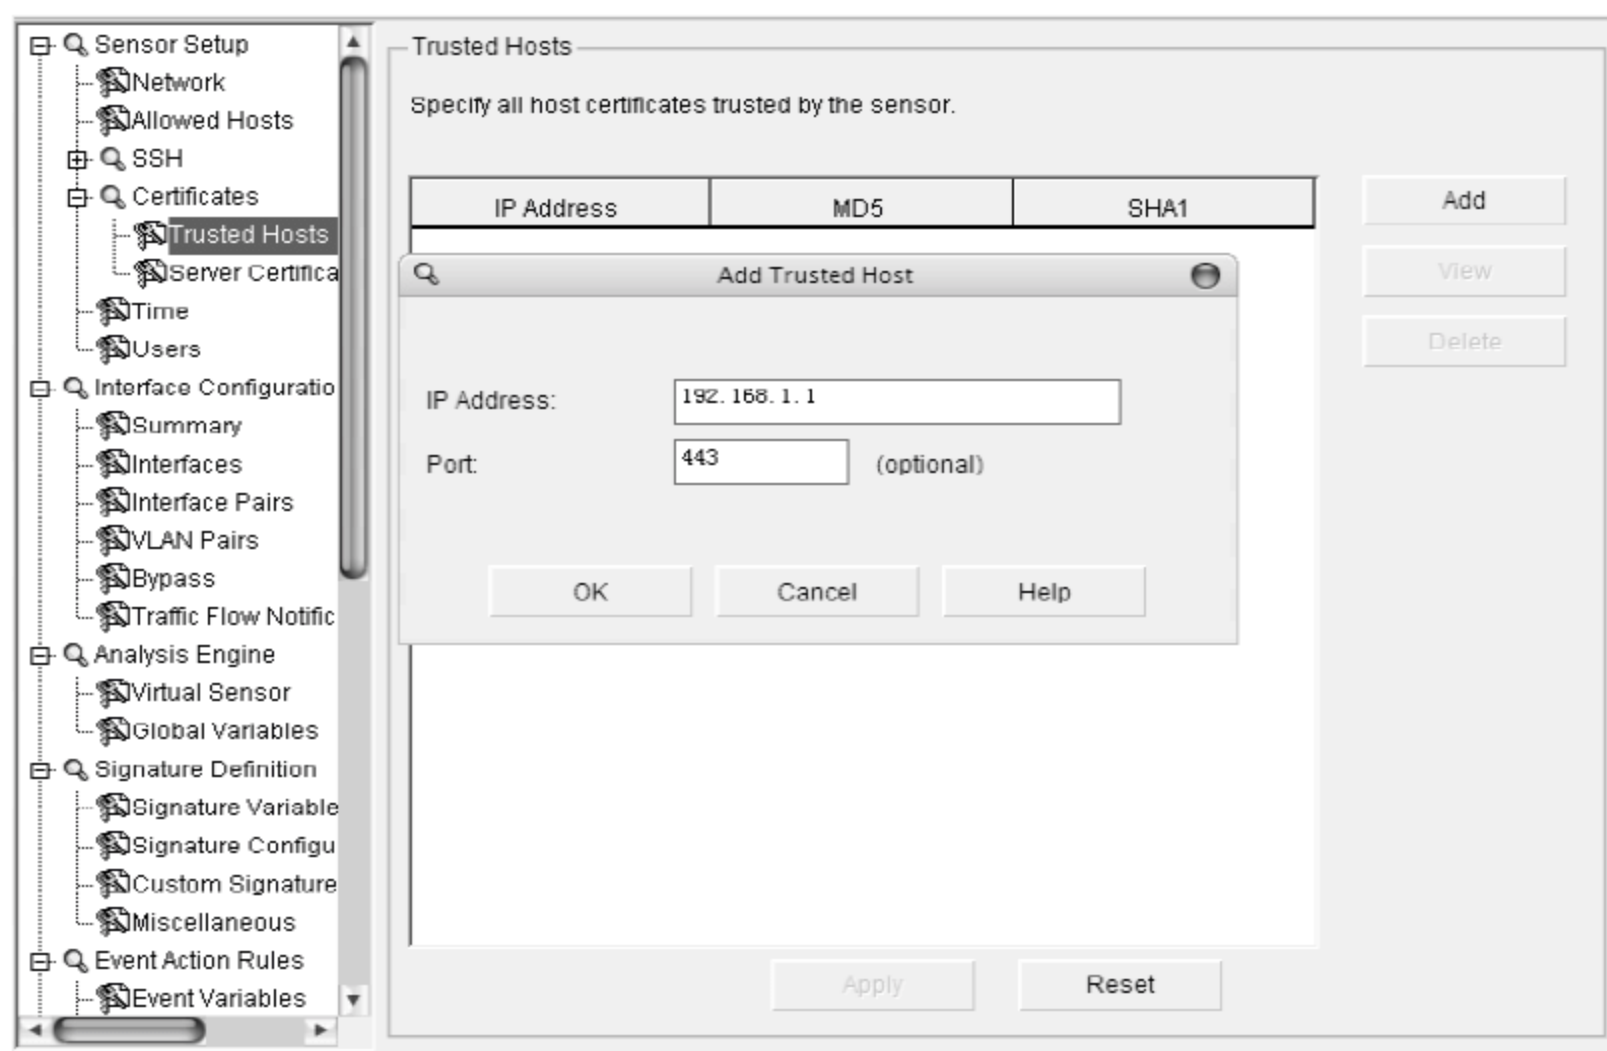 Sensor Setup
Network
Allowed Hosts
SSH
Certificates
Trusted Hosts
Server Certifica
Time
Users
Interface Configuratio
Summary
Interfaces
Interface Pairs
VLAN Pairs
Bypass
Traffic Flow Notific
Analysis Engine
Virtual Sensor
Global Variables
Signature Definition
Signature Variable
Signature Configu
Custom Signature
Miscellaneous
Event Action Rules
Event Variables
Trusted Hosts
Specify all host certificates trusted by the sensor.
IP Address MD5 SHA1
Add
View
Delete
Add Trusted Host
IP Address: 192.168.1.1
Port: 443 (optional)
OK Cancel Help
Apply Reset